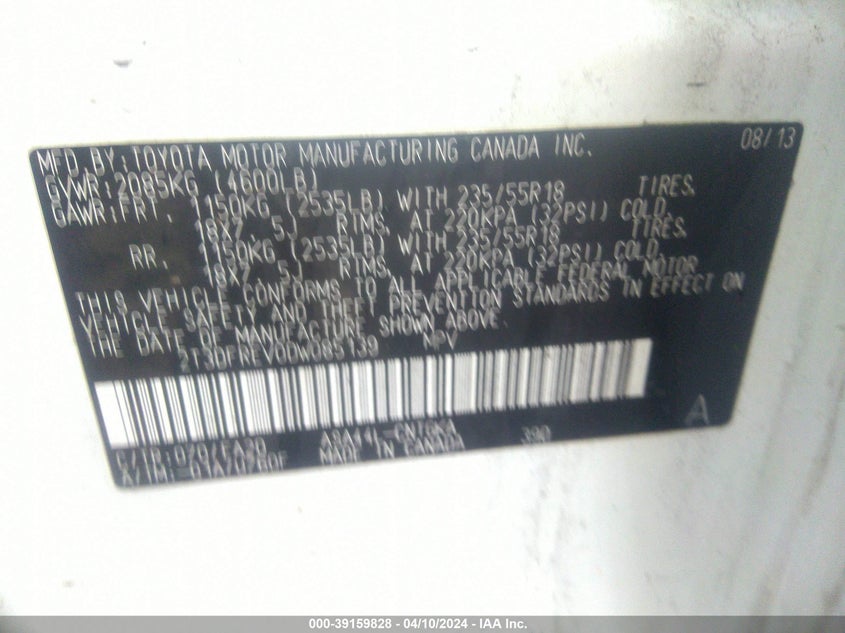 MFD.BY:TOYOTA MOTOR MANUFACTURING CANADA INC. 08/13
GVWR:2085KG (4600LB)
GAWR:FRT. 1150KG (2535LB) WITH 235/55R18 TIRES,
18X7.5J RIMS, AT 220KPA (32PSI) COLD,
RR. 1150KG (2535LB) WITH 235/55R18 TIRES,
18X7.5J RIMS, AT 220KPA (32PSI) COLD.
THIS VEHICLE CONFORMS TO ALL APPLICABLE FEDERAL MOTOR
VEHICLE SAFETY AND THEFT PREVENTION STANDARDS IN EFFECT ON
THE DATE OF MANUFACTURE SHOWN ABOVE.
2T3DFREV0DW085139 MPV
390
MADE IN CANADA
A
000-39159828 - 04/10/2024 - IAA Inc.